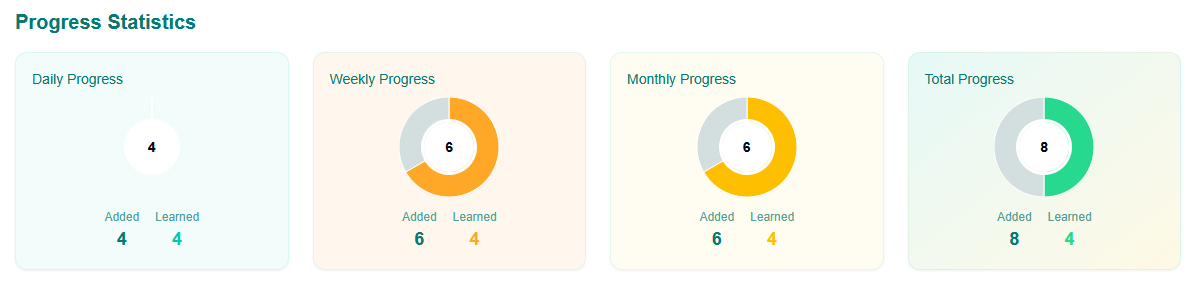 Progress Statistics
Daily Progress
4
Added Learned
4 4
Weekly Progress
6
Added Learned
6 4
Monthly Progress
6
Added Learned
6 4
Total Progress
8
Added Learned
8 4